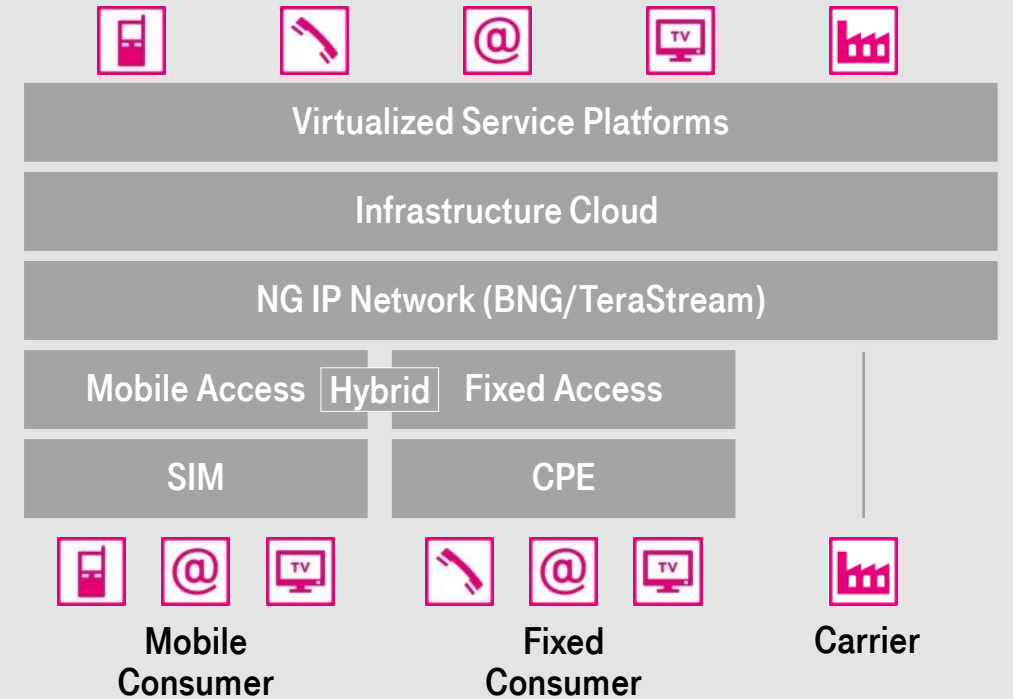 @
TV
Virtualized Service Platforms
Infrastructure Cloud
NG IP Network (BNG/TeraStream)
Mobile Access Hybrid Fixed Access
SIM
CPE
@
TV
@
TV
Mobile
Consumer
Fixed
Consumer
Carrier